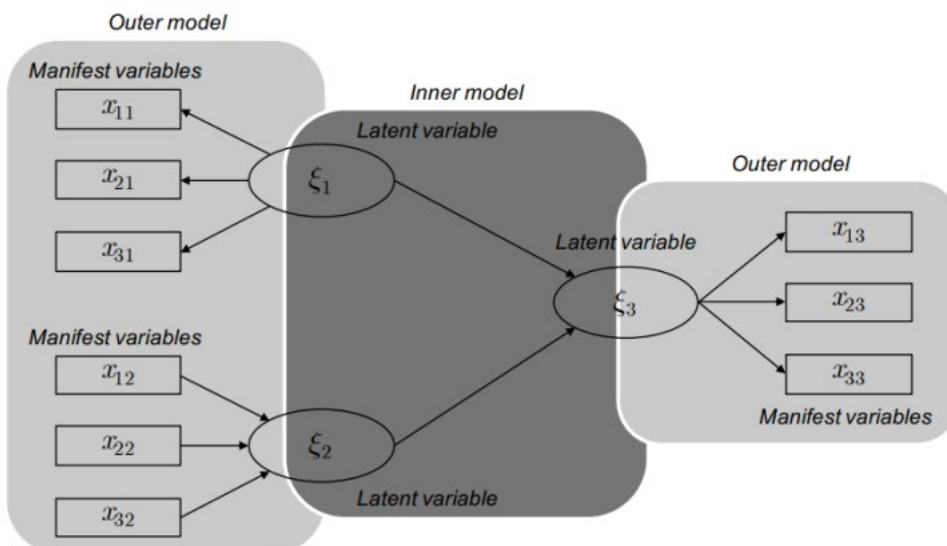 Outer model
Manifest variables
x₁₁
x₂₁
x₃₁
Manifest variables
x₁₂
x₂₂
x₃₂
Inner model
Latent variable
ξ₁
Latent variable
ξ₃
ξ₂
Latent variable
Outer model
x₁₃
x₂₃
x₃₃
Manifest variables